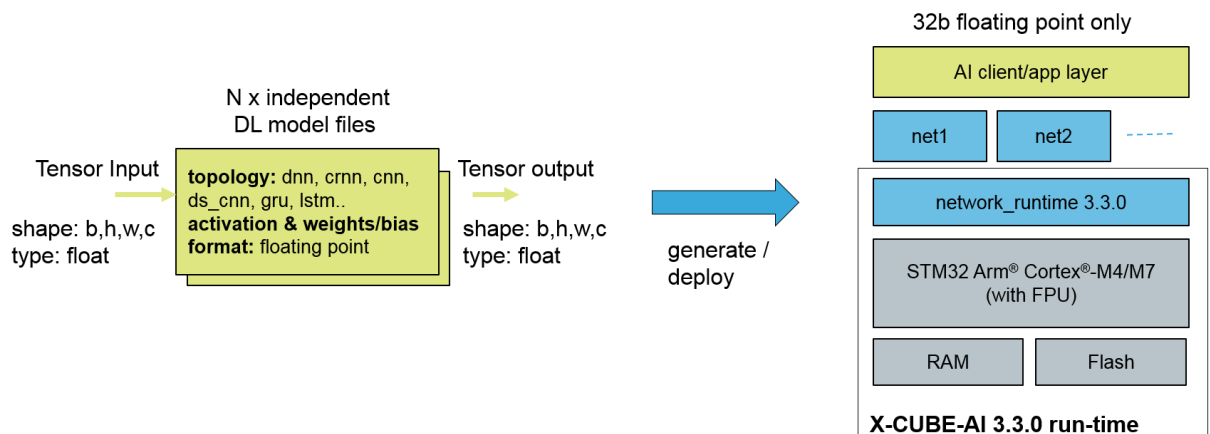 N x independent
DL model files
Tensor Input
shape: b,h,w,c
type: float
topology: dnn, crnn, cnn,
ds_cnn, gru, lstm..
activation & weights/bias
format: floating point
Tensor output
shape: b,h,w,c
type: float
generate /
deploy
32b floating point only
AI client/app layer
net1
net2
network_runtime 3.3.0
STM32 Arm® Cortex®-M4/M7
(with FPU)
RAM
Flash
X-CUBE-AI 3.3.0 run-time